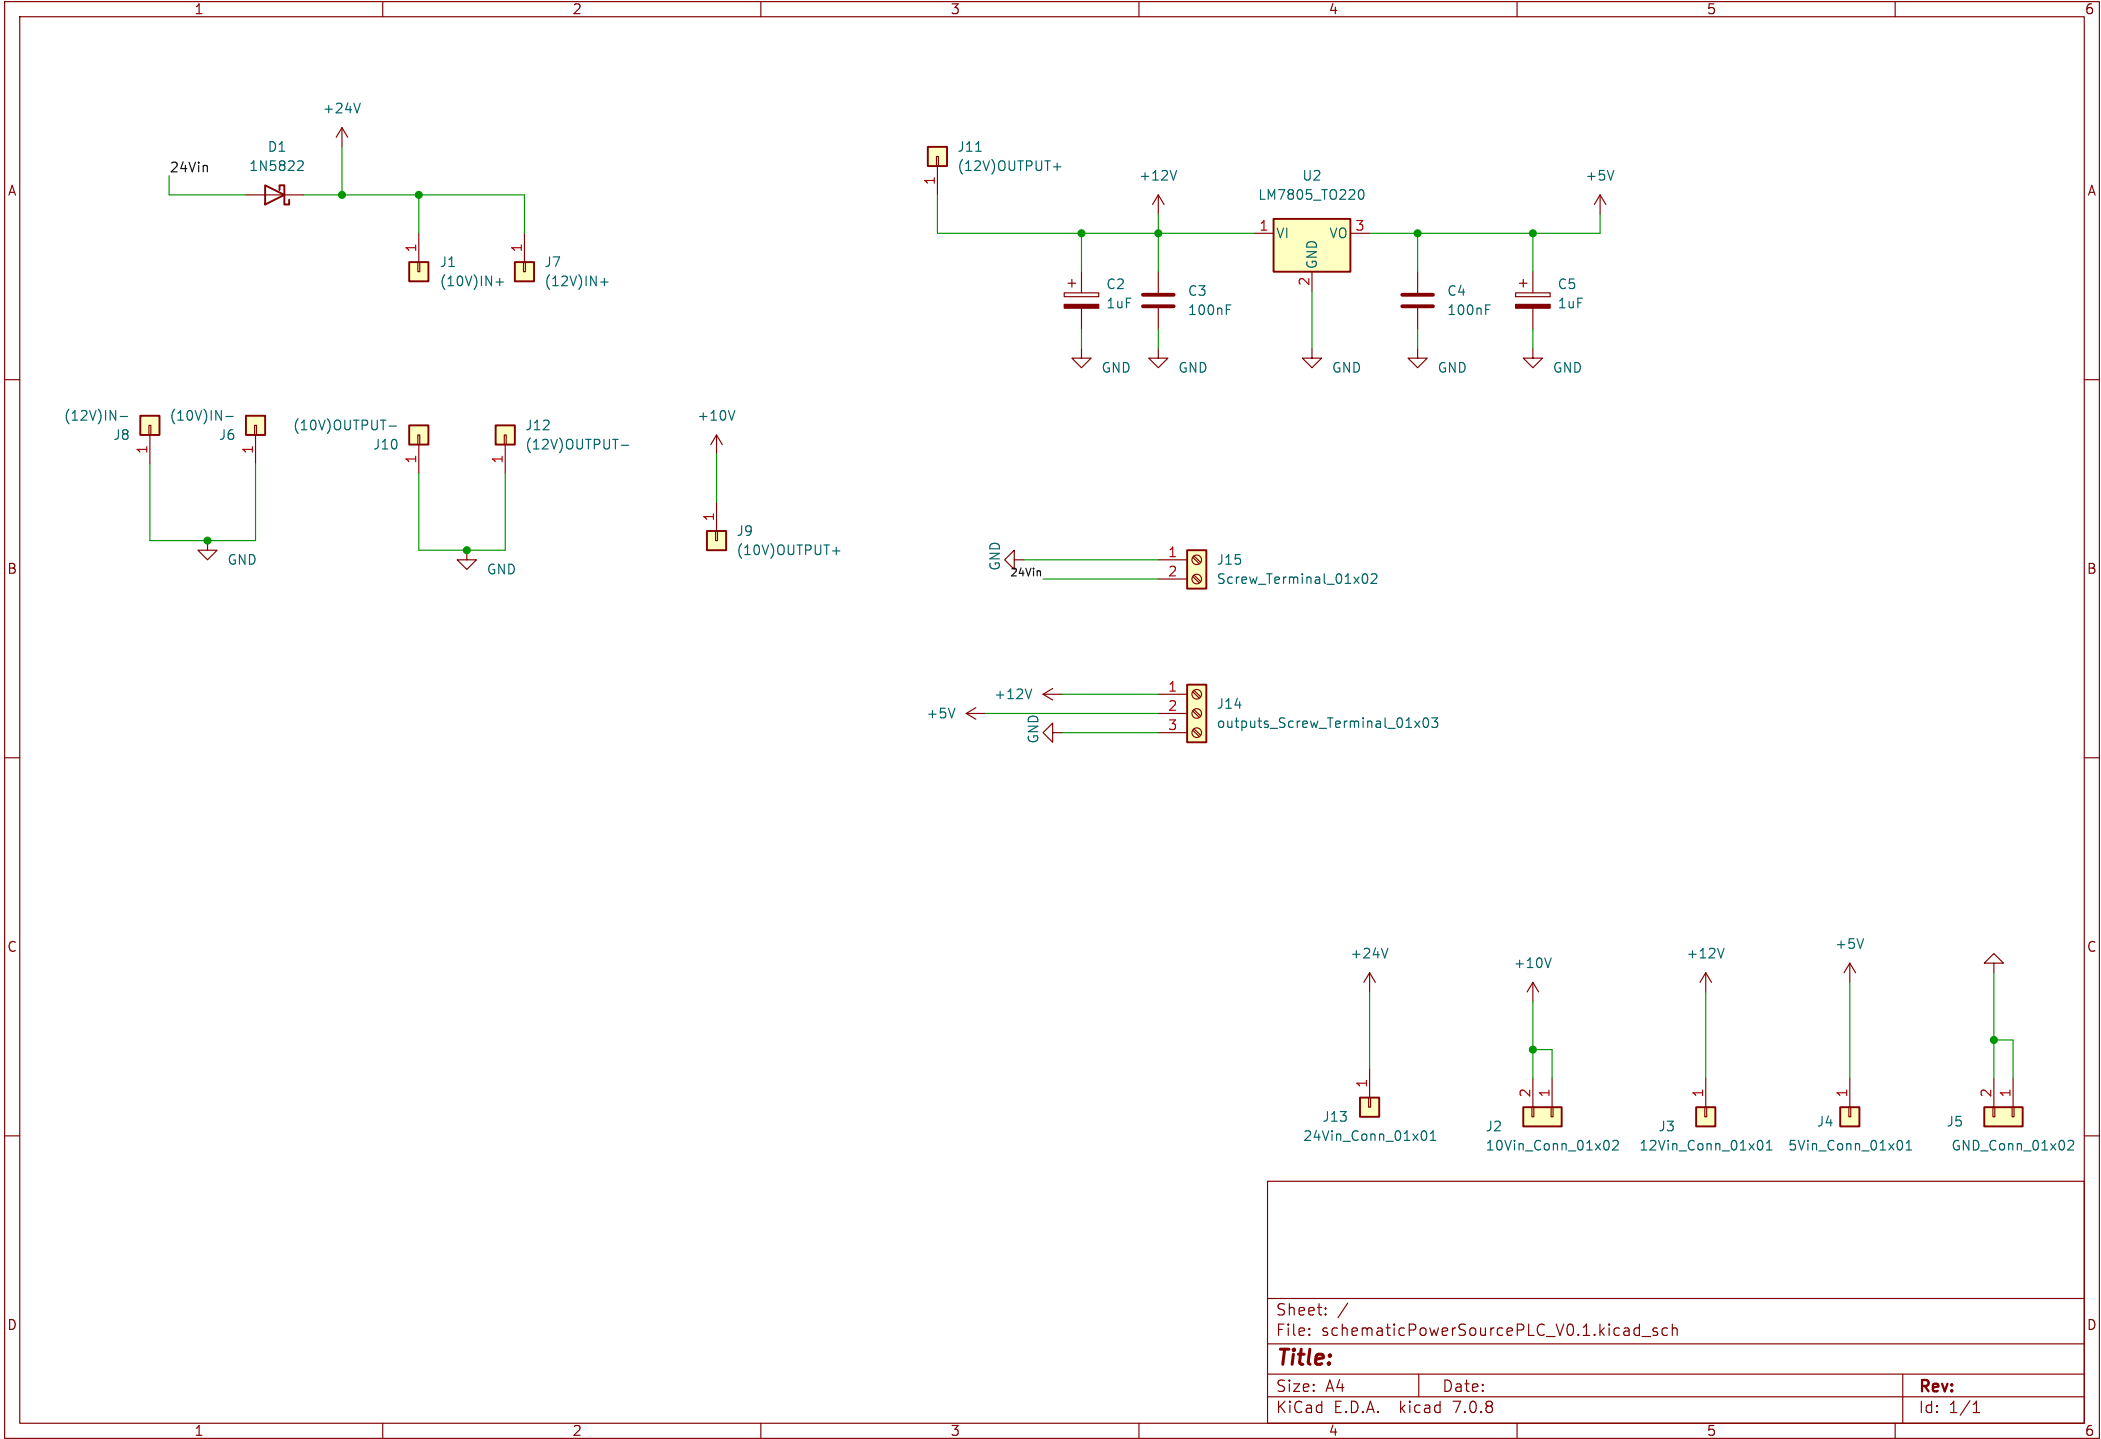 1 2 3 4 5 6
A A
B B
C C
D D
1 2 3 4 5 6
+24V
D1
1N5822
24Vin
1
J1
(10V)IN+
1
J7
(12V)IN+
J11
(12V)OUTPUT+
1
+12V
U2
LM7805_TO220
1 VI VO 3
GND
2
+5V
+ C2
1uF
C3
100nF
C4
100nF
+ C5
1uF
GND GND GND GND GND
(12V)IN-
J8
1
(10V)IN-
J6
1
GND
(10V)OUTPUT-
J10
1
J12
(12V)OUTPUT-
1
GND
+10V
1
J9
(10V)OUTPUT+
GND
24Vin
1
2
J15
Screw_Terminal_01x02
+12V
+5V
GND
1
2
3
J14
outputs_Screw_Terminal_01x03
+24V
1
J13
24Vin_Conn_01x01
+10V
2 1
J2
10Vin_Conn_01x02
+12V
1
J3
12Vin_Conn_01x01
+5V
1
J4
5Vin_Conn_01x01
2 1
J5
GND_Conn_01x02
Sheet: /
File: schematicPowerSourcePLC_V0.1.kicad_sch
Title:
Size: A4 Date: Rev:
KiCad E.D.A. kicad 7.0.8 Id: 1/1